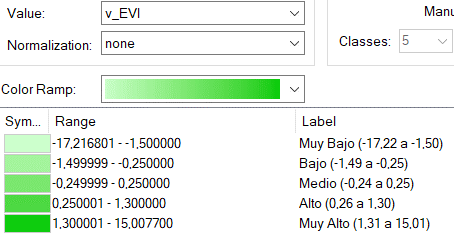 Value: v_EVI Manu
Normalization: none Classes: 5
Color Ramp:
Sym... Range Label
-17,216801 - -1,500000 Muy Bajo (-17,22 a -1,50)
-1,499999 - -0,250000 Bajo (-1,49 a -0,25)
-0,249999 - 0,250000 Medio (-0,24 a 0,25)
0,250001 - 1,300000 Alto (0,26 a 1,30)
1,300001 - 15,007700 Muy Alto (1,31 a 15,01)